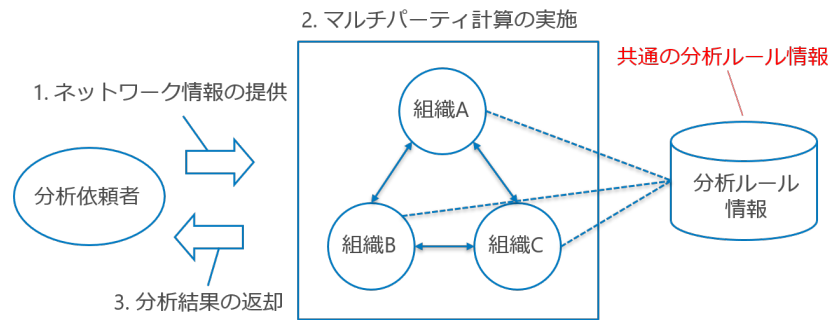 2. マルチパーティ計算の実施
共通の分析ルール情報
1. ネットワーク情報の提供
組織A
分析依頼者
分析ルール
情報
組織B
組織C
3. 分析結果の返却